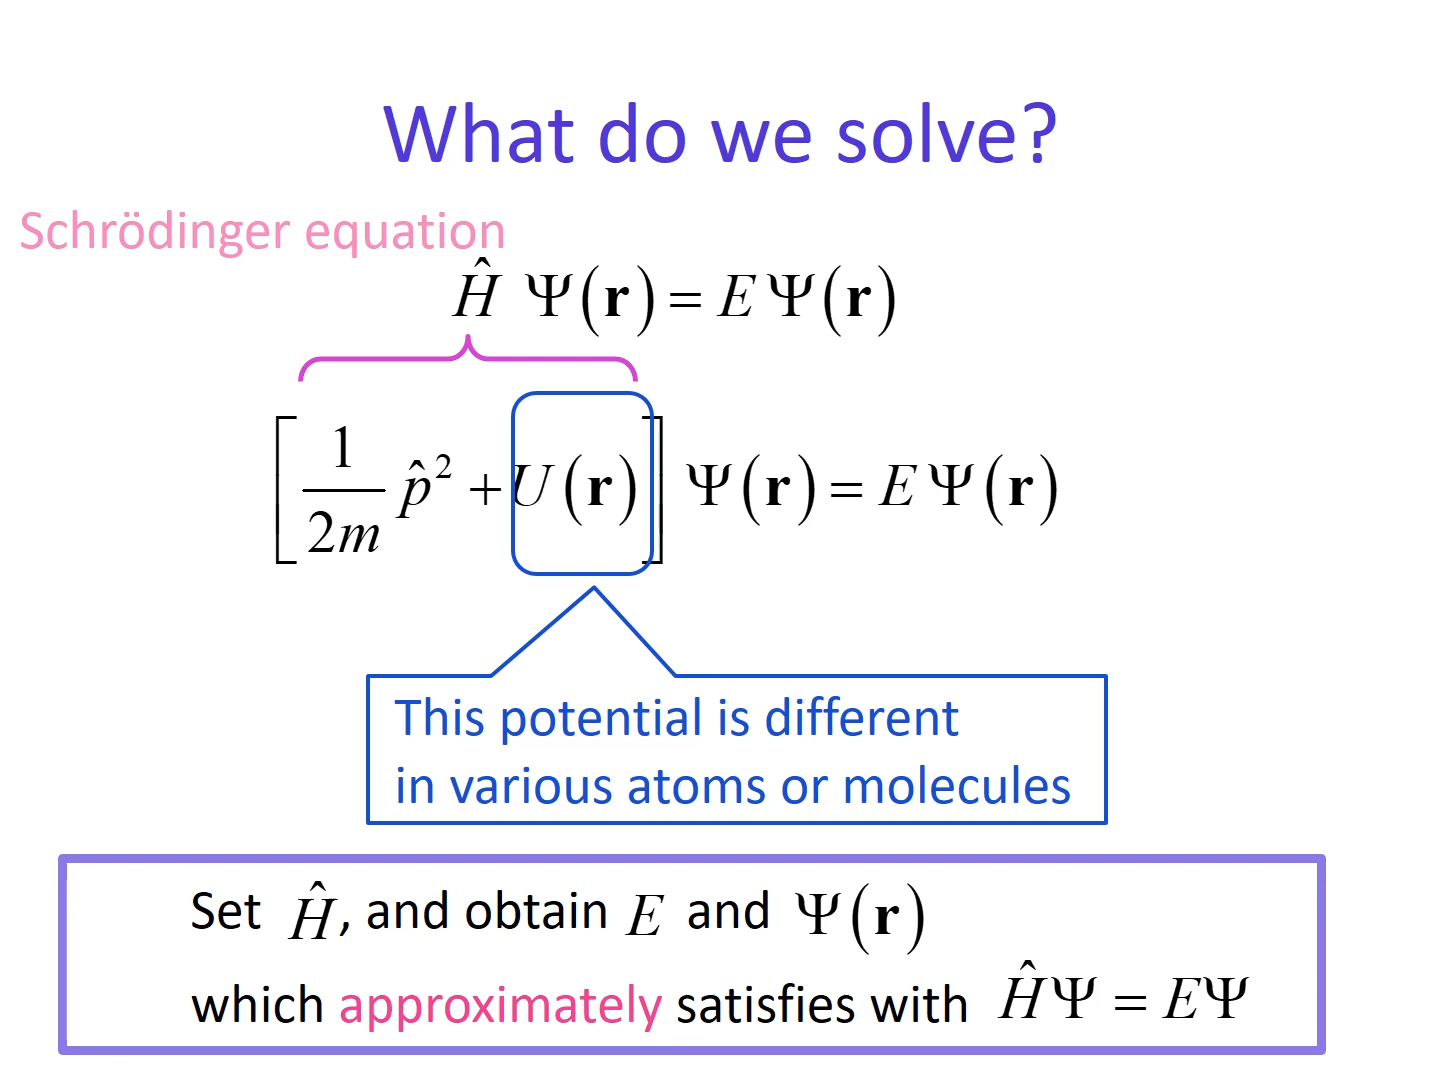 What do we solve?
Schrödinger equation
Ĥ Ψ(r) = E Ψ(r)
[ 1/2m p̂² + U(r) ] Ψ(r) = E Ψ(r)
This potential is different
in various atoms or molecules
Set Ĥ, and obtain E and Ψ(r)
which approximately satisfies with ĤΨ = EΨ